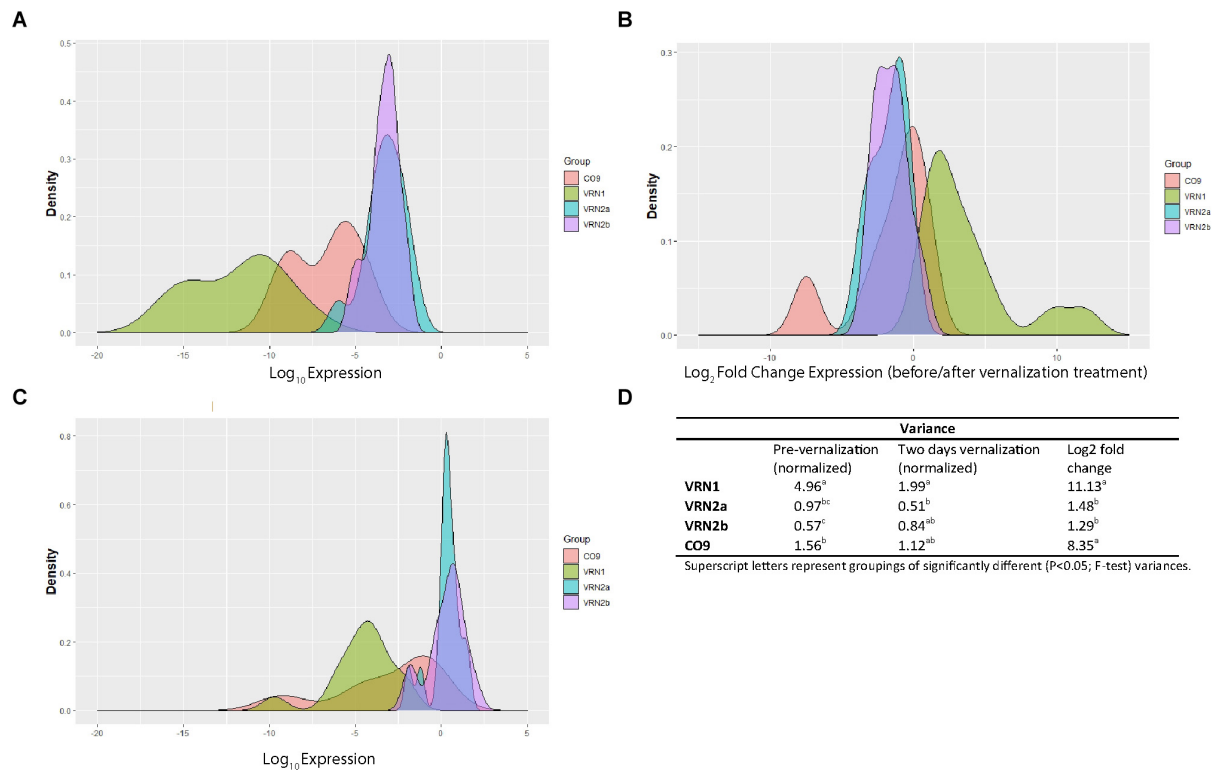 A
0.5
0.4
0.3
0.2
0.1
0.0
Density
-20
-15
-10
-5
0
5
Log10 Expression
Group
CO9
VRN1
VRN2a
VRN2b
B
0.3
0.2
0.1
0.0
Density
-10
0
10
Log2 Fold Change Expression (before/after vernalization treatment)
Group
CO9
VRN1
VRN2a
VRN2b
C
0.8
0.6
0.4
0.2
0.0
Density
-20
-15
-10
-5
0
5
Log10 Expression
Group
CO9
VRN1
VRN2a
VRN2b
D
Variance
Pre-vernalization Two days vernalization Log2 fold
(normalized) (normalized) change
VRN1 4.96a 1.99a 11.13a
VRN2a 0.97bc 0.51b 1.48b
VRN2b 0.57c 0.84ab 1.29b
CO9 1.56b 1.12ab 8.35a
Superscript letters represent groupings of significantly different (P<0.05; F-test) variances.